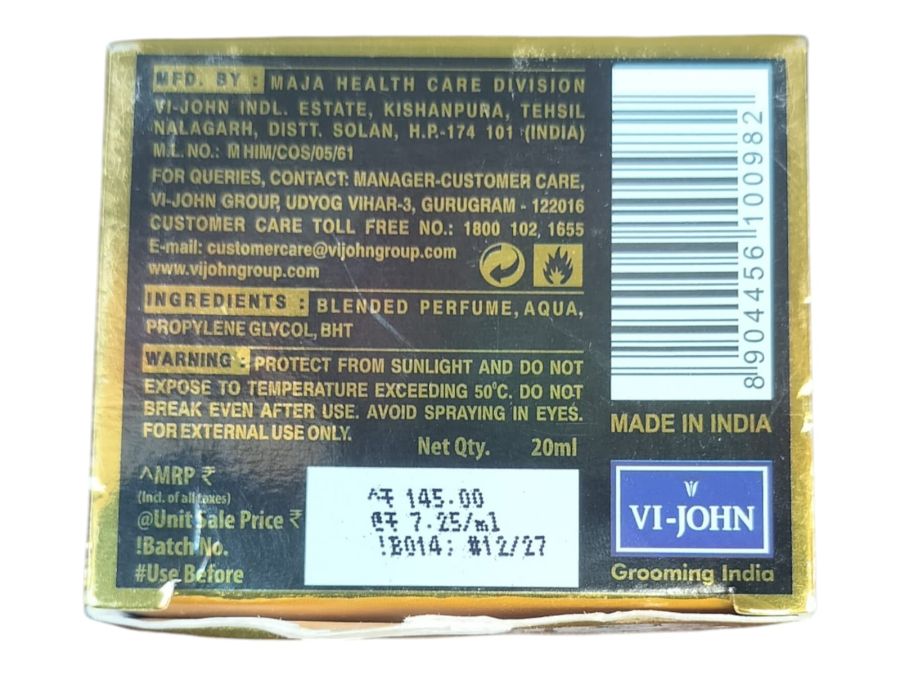 MFD. BY : MAJA HEALTH CARE DIVISION
VI-JOHN INDL. ESTATE, KISHANPURA, TEHSIL
NALAGARH, DISTT. SOLAN, H.P.-174 101 (INDIA)
M.L. NO.: M HIM/COS/05/61
FOR QUERIES, CONTACT: MANAGER-CUSTOMER CARE,
VI-JOHN GROUP, UDYOG VIHAR-3, GURUGRAM - 122016
CUSTOMER CARE TOLL FREE NO.: 1800 102 1655
E-mail: customercare@vijohngroup.com
www.vijohngroup.com
INGREDIENTS : BLENDED PERFUME, AQUA,
PROPYLENE GLYCOL, BHT
WARNING : PROTECT FROM SUNLIGHT AND DO NOT
EXPOSE TO TEMPERATURE EXCEEDING 50°C. DO NOT
BREAK EVEN AFTER USE. AVOID SPRAYING IN EYES.
FOR EXTERNAL USE ONLY.
Net Qty. 20ml
^MRP ₹
(Incl. of all taxes)
@Unit Sale Price ₹
!Batch No.
#Use Before
^₹ 145.00
@₹ 7.25/ml
!B014; #12/27
8904456100982
MADE IN INDIA
VI-JOHN
Grooming India